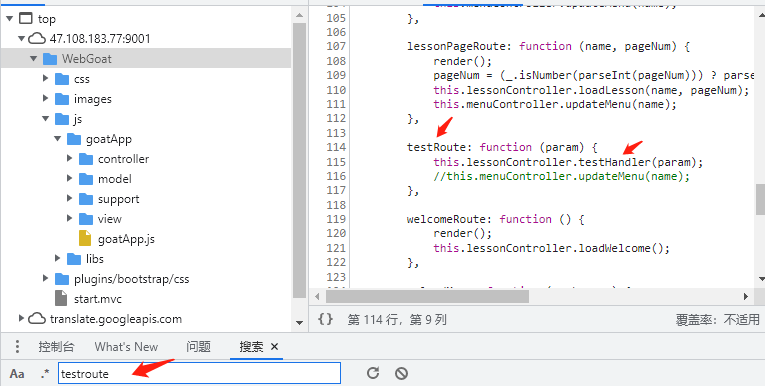 top
47.108.183.77:9001
WebGoat
css
images
js
goatApp
controller
model
support
view
goatApp.js
libs
plugins/bootstrap/css
start.mvc
translate.googleapis.com
105 },
106
107 lessonPageRoute: function (name, pageNum) {
108 render();
109 pageNum = (_.isNumber(parseInt(pageNum))) ? parse
110 this.lessonController.loadLesson(name, pageNum);
111 this.menuController.updateMenu(name);
112 },
113
114 testRoute: function (param) {
115 this.lessonController.testHandler(param);
116 //this.menuController.updateMenu(name);
117 },
118
119 welcomeRoute: function () {
120 render();
121 this.lessonController.loadWelcome();
122 },
123
{} 第 114 行，第 9 列 覆盖率：不适用
控制台 What's New 问题 搜索 ×
Aa .* testroute